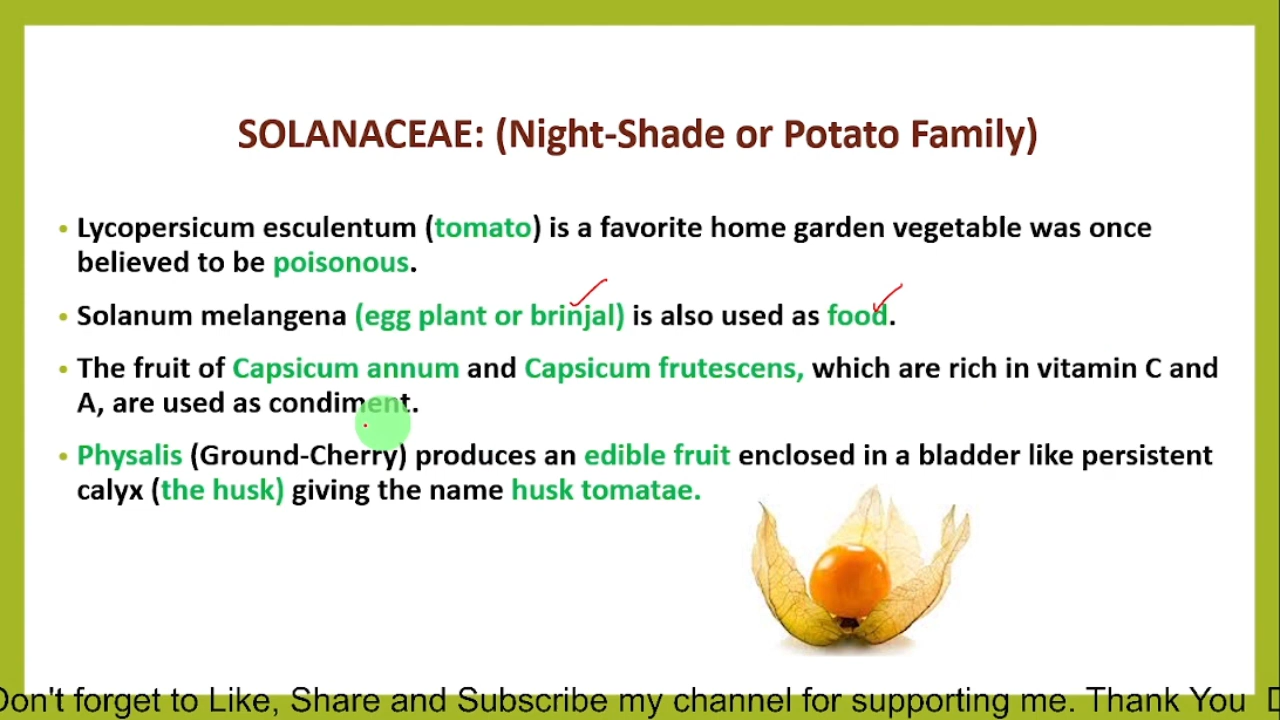 SOLANACEAE: (Night-Shade or Potato Family)
• Lycopersicum esculentum (tomato) is a favorite home garden vegetable was once
believed to be poisonous.
• Solanum melangena (egg plant or brinjal) is also used as food.
• The fruit of Capsicum annum and Capsicum frutescens, which are rich in vitamin C and
A, are used as condiment.
• Physalis (Ground-Cherry) produces an edible fruit enclosed in a bladder like persistent
calyx (the husk) giving the name husk tomatae.
Don't forget to Like, Share and Subscribe my channel for supporting me. Thank You D